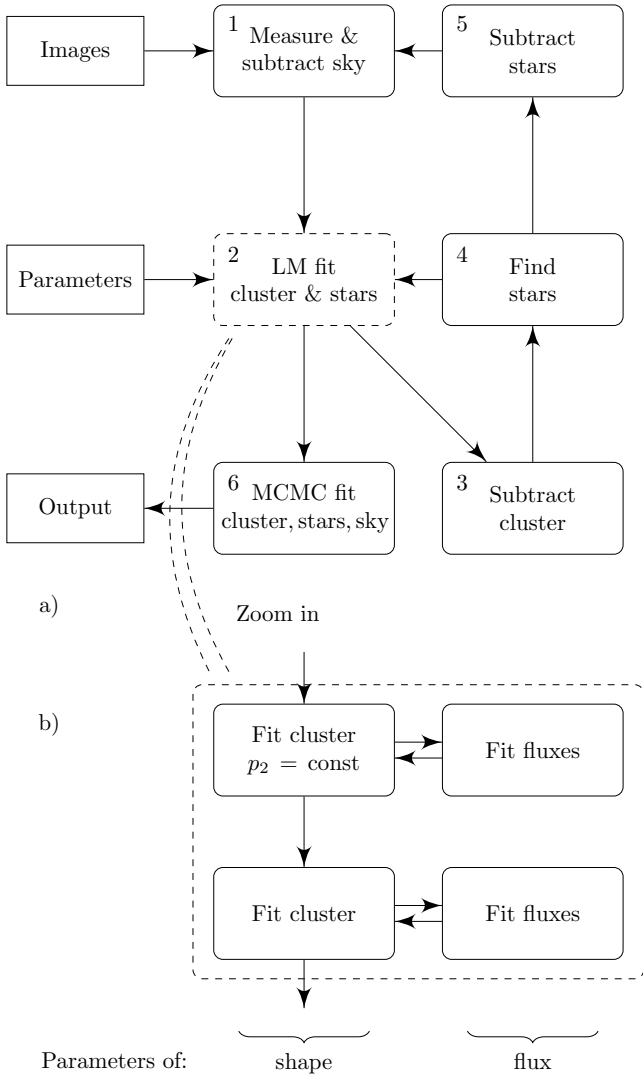 Images
1
Measure &
subtract sky
5
Subtract
stars
Parameters
2
LM fit
cluster & stars
4
Find
stars
Output
6
MCMC fit
cluster, stars, sky
3
Subtract
cluster
a)
Zoom in
b)
Fit cluster
p₂ = const
Fit fluxes
Fit cluster
Fit fluxes
Parameters of:
shape
flux